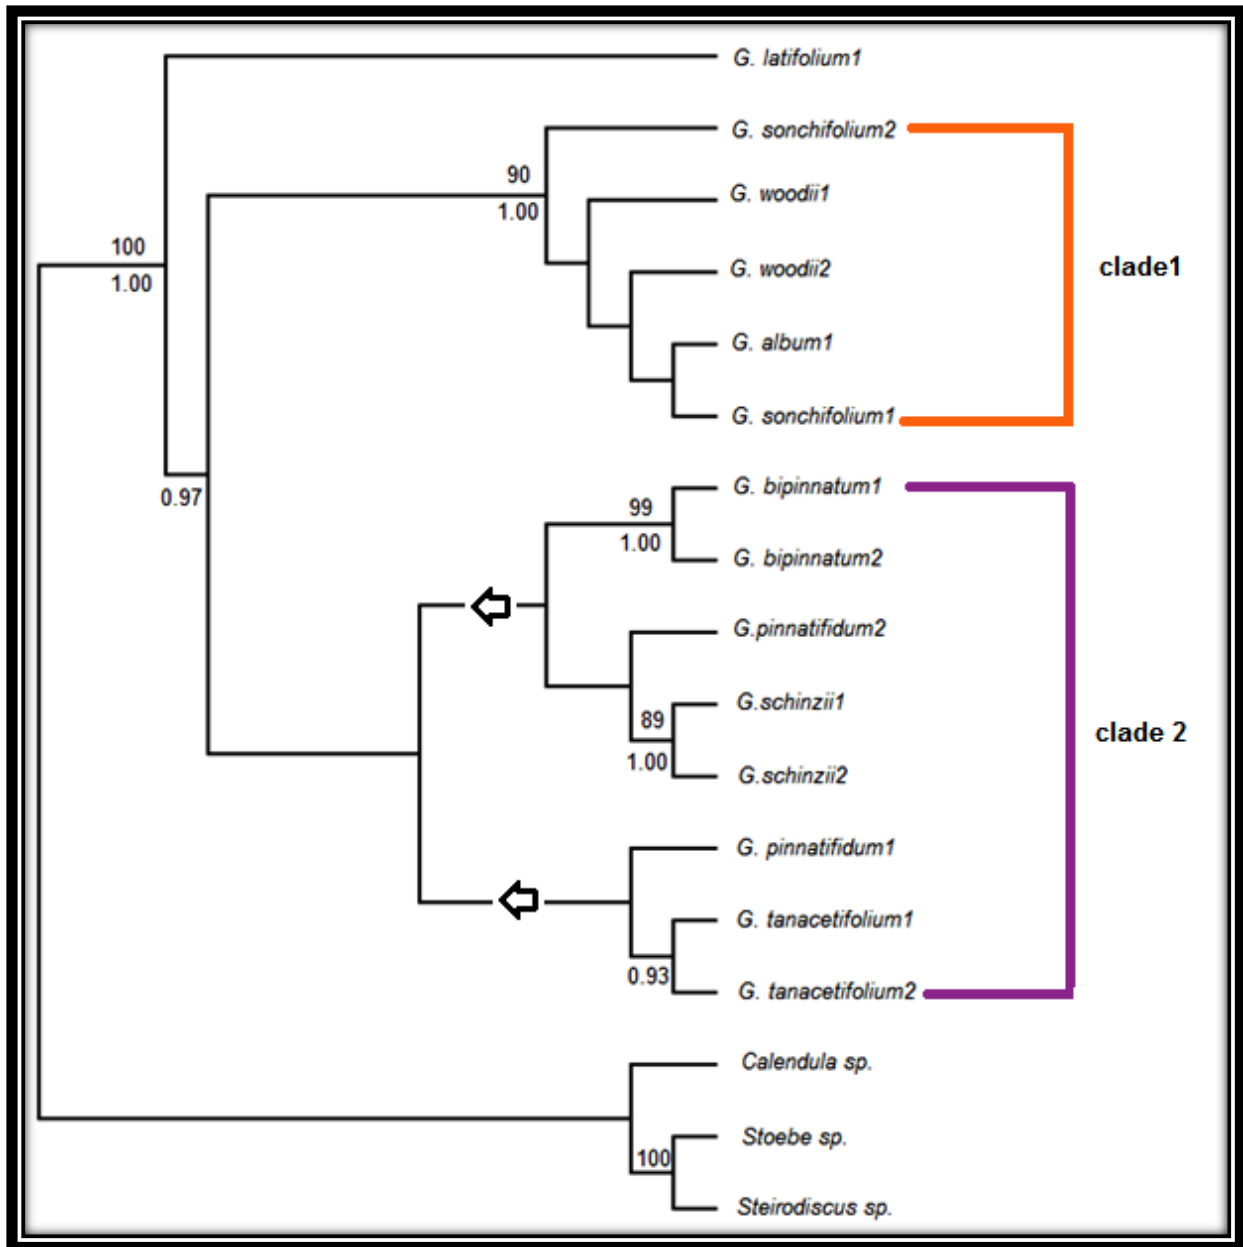 G. latifolium1
G. sonchifolium2
90
G. woodii1
1.00
100
clade1
G. woodii2
1.00
G. album1
G. sonchifolium1
G. bipinnatum1
0.97
99
1.00
G. bipinnatum2
G.pinnatifidum2
G.schinzii1
89
clade 2
1.00
G.schinzii2
G. pinnatifidum1
G. tanacetifolium1
0.93
G. tanacetifolium2
Calendula sp.
Stoebe sp.
100
Steirodiscus sp.